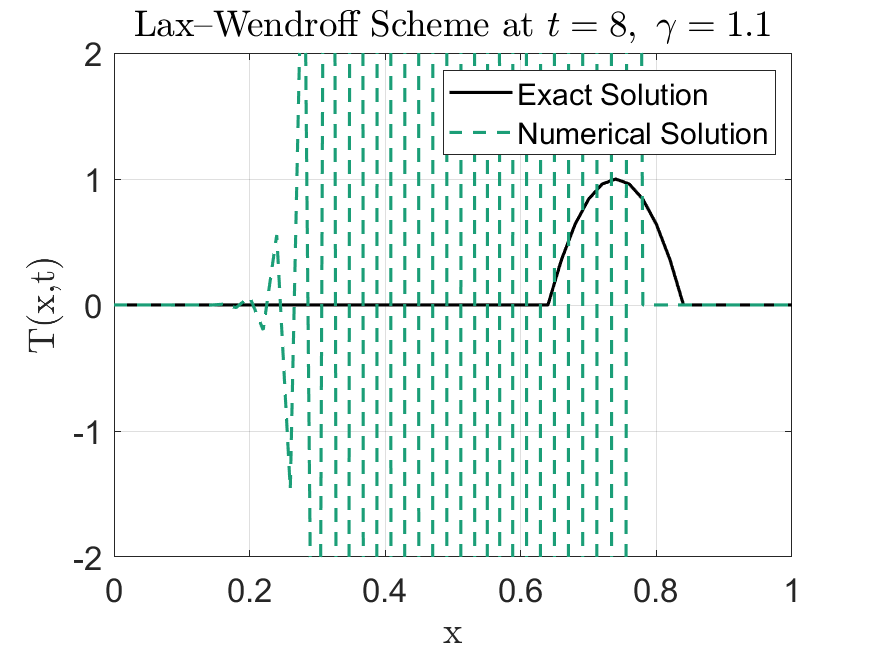 Lax–Wendroff Scheme at t = 8, γ = 1.1
Exact Solution
Numerical Solution
T(x,t)
2
1
0
-1
-2
0 0.2 0.4 0.6 0.8 1
x